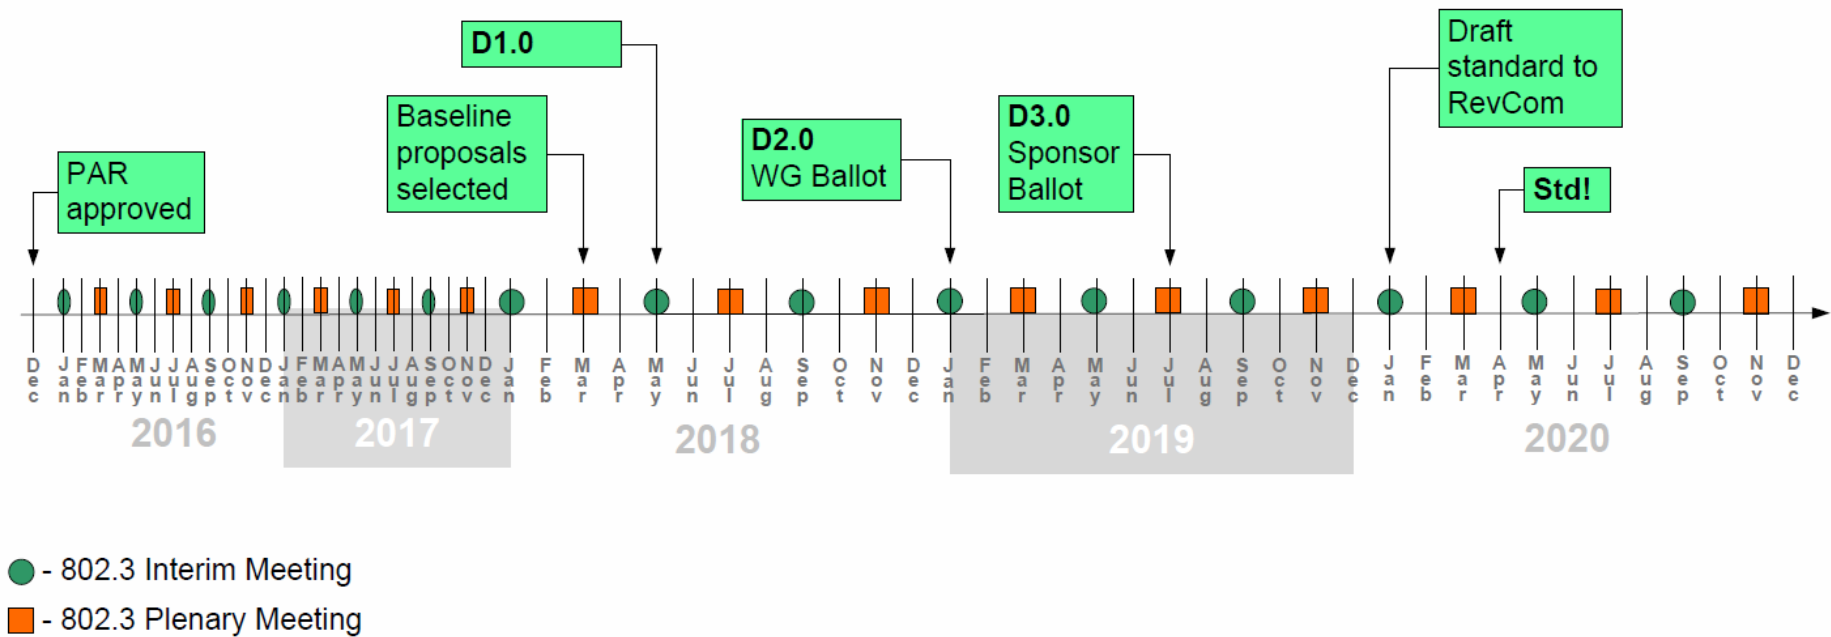 D1.0
Draft
standard to
RevCom
Baseline
proposals
selected
D3.0
Sponsor
Ballot
D2.0
WG Ballot
PAR
approved
Std!
Dec Jan Feb Mar Apr May Jun Jul Aug Sep Oct Nov Dec Jan Feb Mar Apr May Jun Jul Aug Sep Oct Nov Dec Jan Feb Mar Apr May Jun Jul Aug Sep Oct Nov Dec Jan Feb Mar Apr May Jun Jul Aug Sep Oct Nov Dec Jan Feb Mar Apr May Jun Jul Aug Sep Oct Nov Dec
2016 2017 2018 2019 2020
- 802.3 Interim Meeting
- 802.3 Plenary Meeting